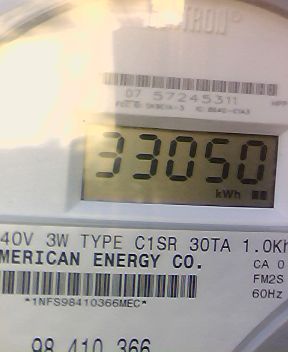 TRON®
07 57245311
33050
kWh
40V 3W TYPE C1SR 30TA 1.0Kh
MERICAN ENERGY CO.
CA 0
FM2S
60Hz
*1NFS98410366MEC*
98 410 366